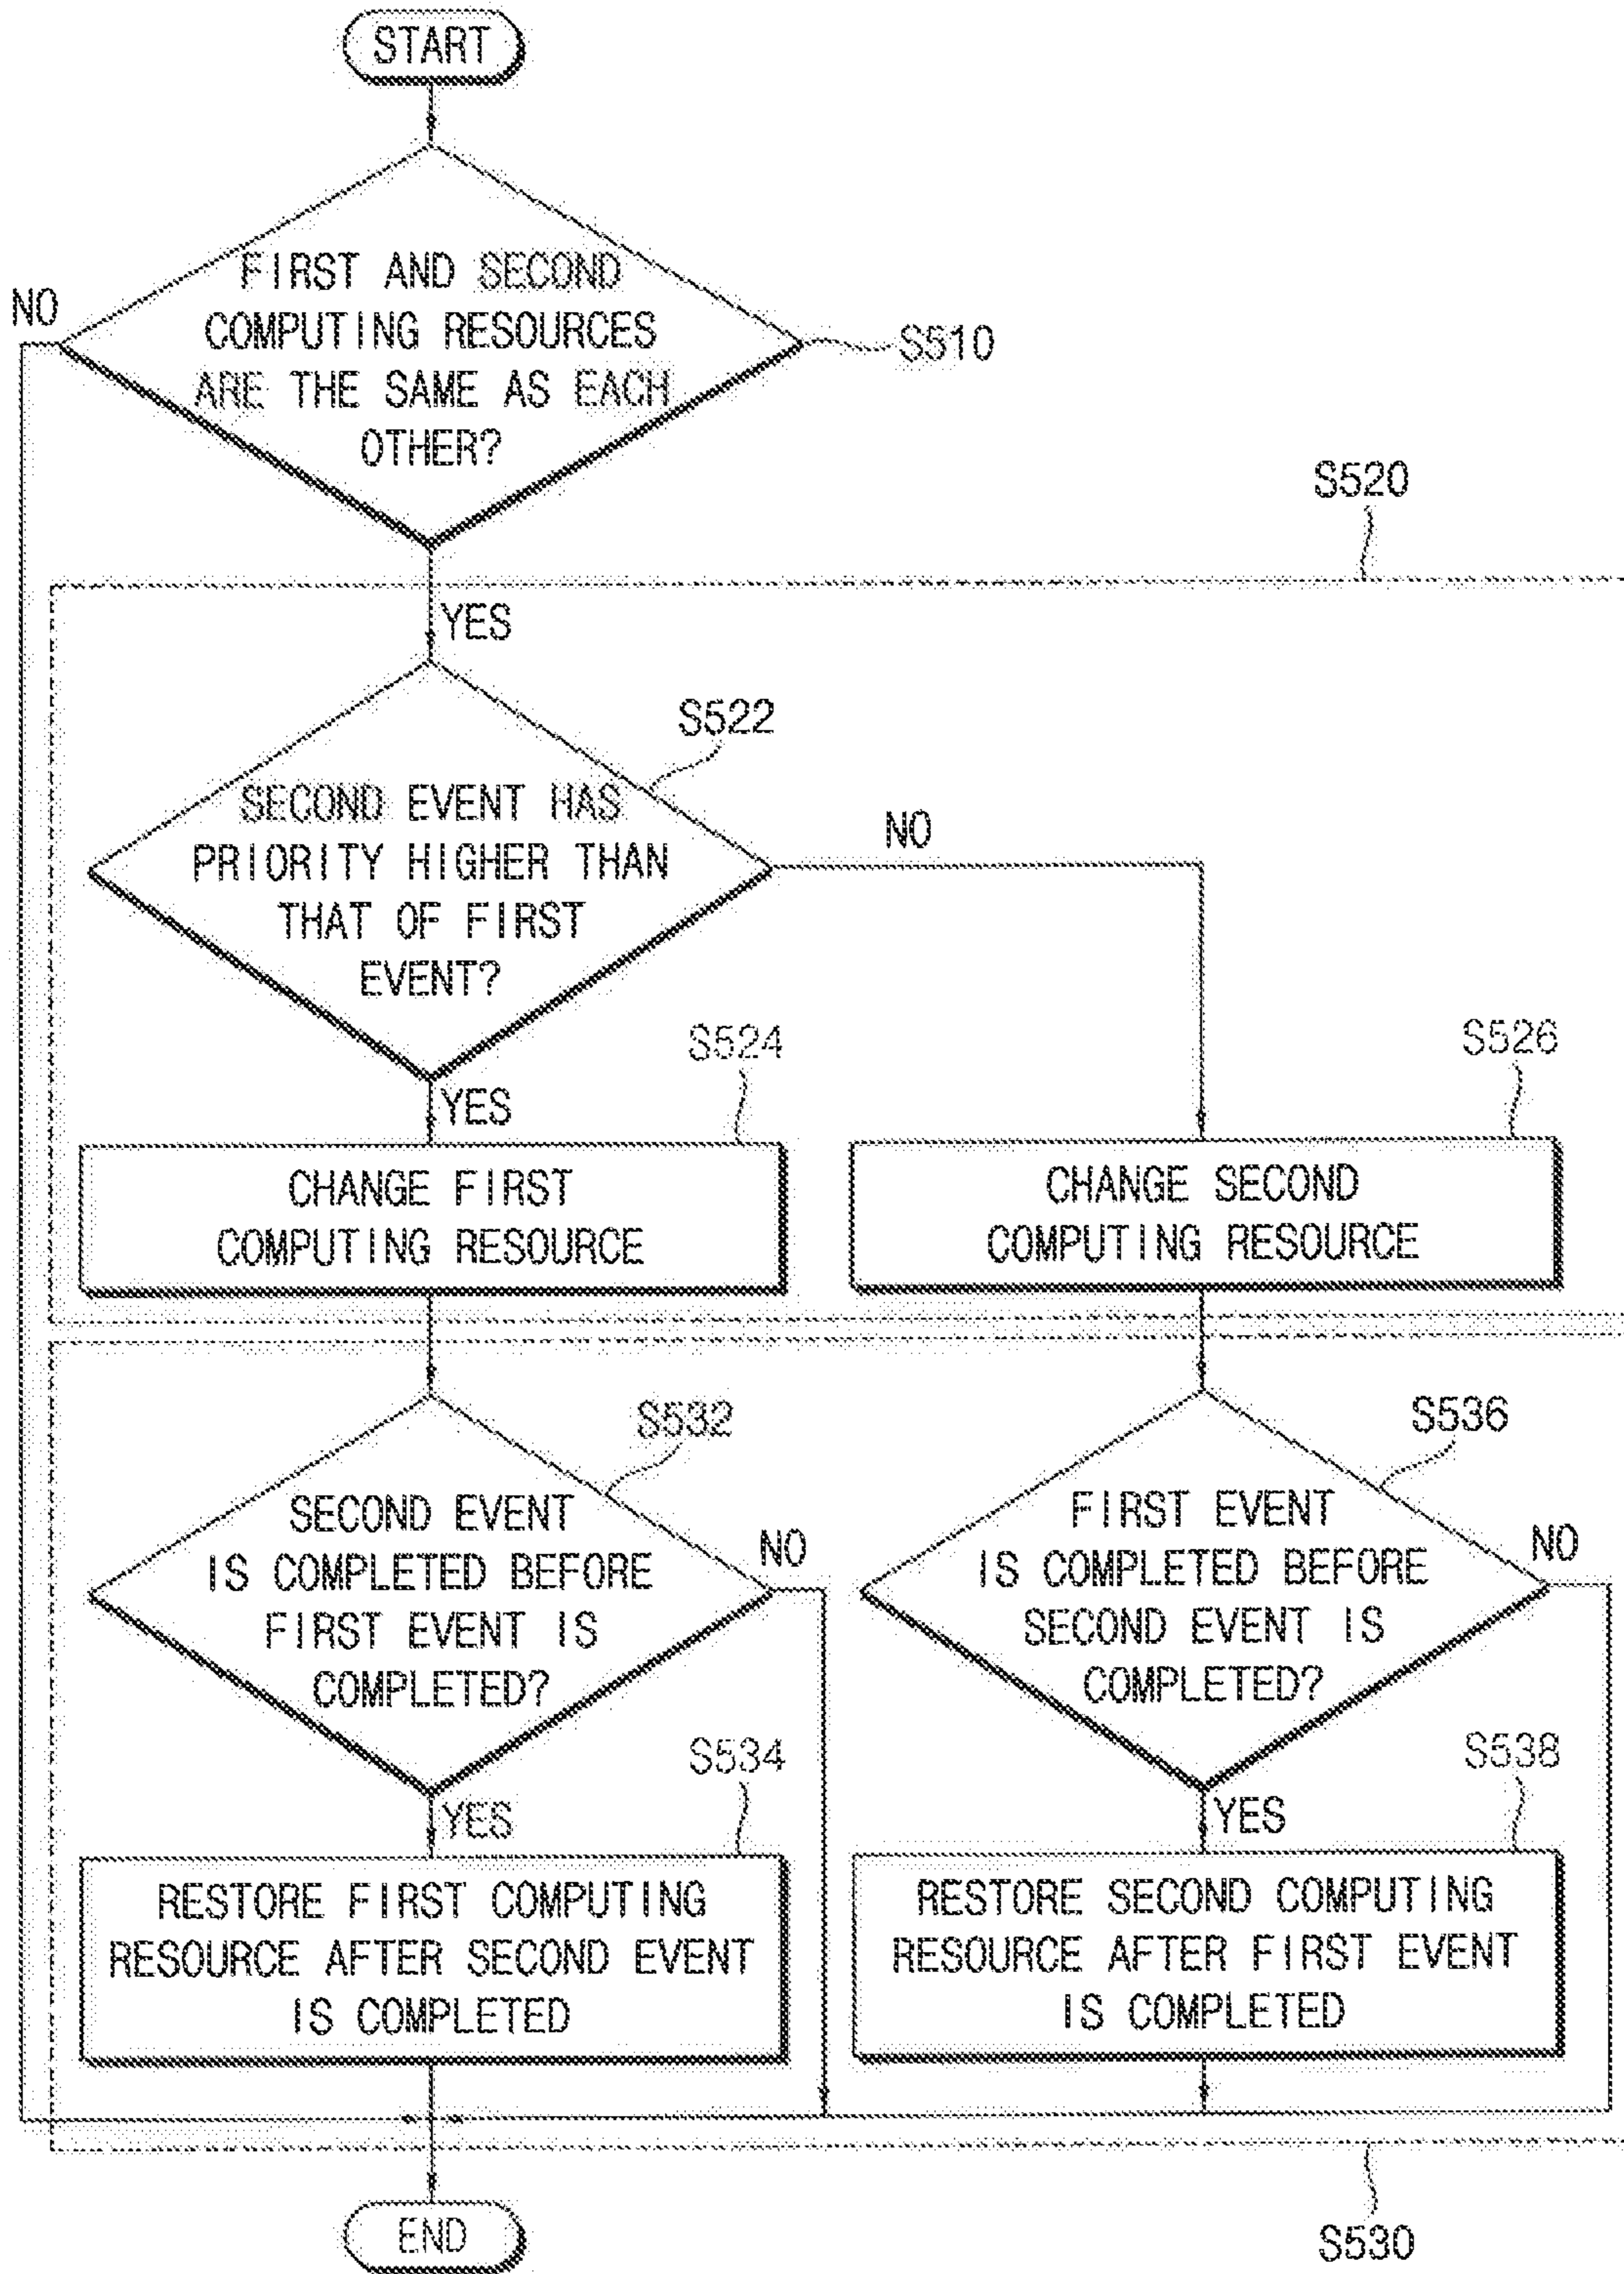 START
FIRST AND SECOND
NO
COMPUTING RESOURCES
S510
ARE THE SAME AS EACH
OTHER?
S520
YES
S522
SECOND EVENT HAS
NO
PRIORITY HIGHER THAN
THAT OF FIRST
EVENT?
S524
S526
YES
CHANGE FIRST
COMPUTING RESOURCE
CHANGE SECOND
COMPUTING RESOURCE
S532
S536
SECOND EVENT
IS COMPLETED BEFORE
FIRST EVENT IS
COMPLETED?
NO
FIRST EVENT
IS COMPLETED BEFORE
SECOND EVENT IS
COMPLETED?
NO
S534
S538
YES
YES
RESTORE FIRST COMPUTING
RESOURCE AFTER SECOND EVENT
IS COMPLETED
RESTORE SECOND COMPUTING
RESOURCE AFTER FIRST EVENT
IS COMPLETED
END
S530